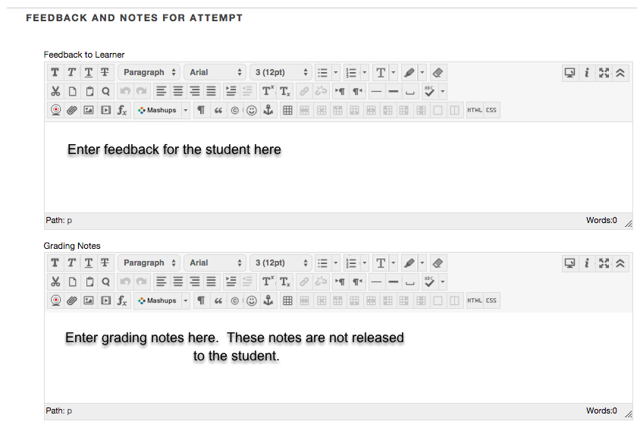 FEEDBACK AND NOTES FOR ATTEMPT
Feedback to Learner
T T T T Paragraph Arial 3 (12pt) T
Mashups HTML CSS
Enter feedback for the student here
Path: p Words:0
Grading Notes
T T T T Paragraph Arial 3 (12pt) T
Mashups HTML CSS
Enter grading notes here. These notes are not released
to the student.
Path: p Words:0